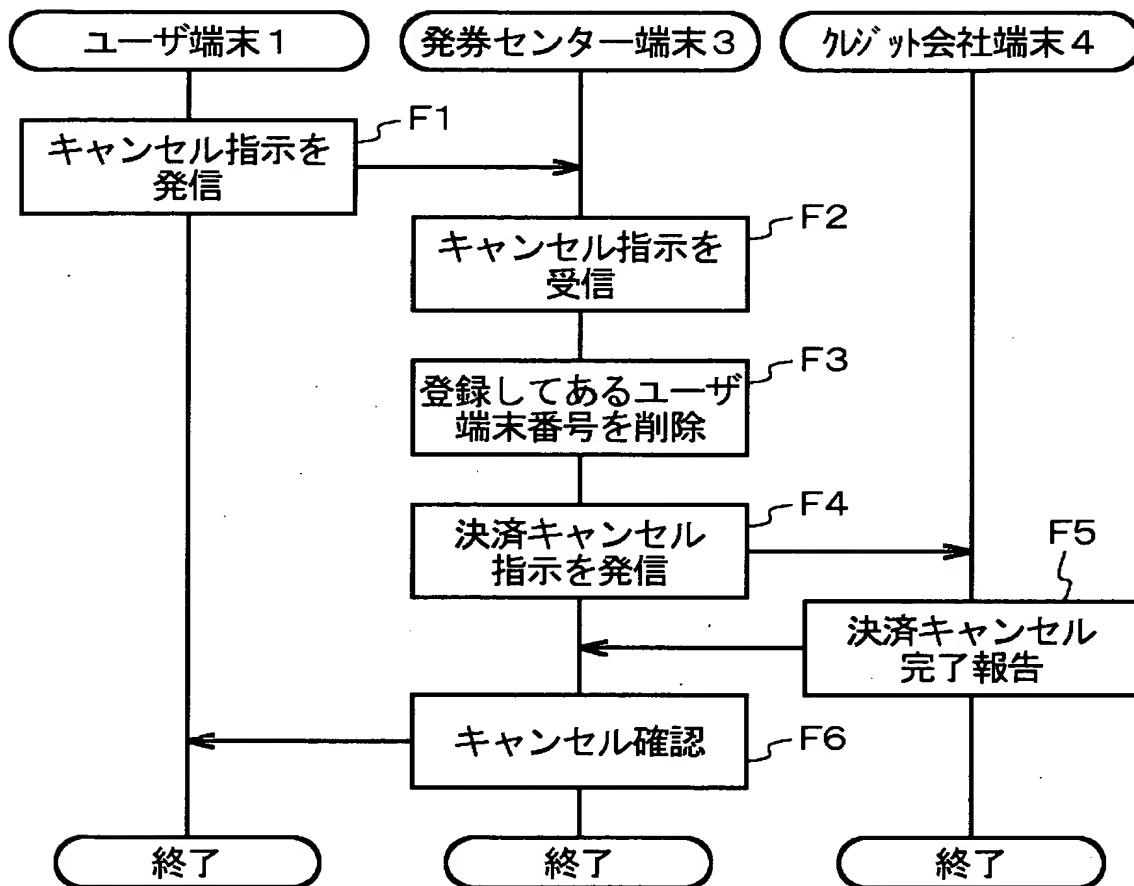 ユーザ端末1
発券センター端末3
クレジット会社端末4
F1
キャンセル指示を
発信
F2
キャンセル指示を
受信
F3
登録してあるユーザ
端末番号を削除
F4
決済キャンセル
指示を発信
F5
決済キャンセル
完了報告
キャンセル確認
F6
終了
終了
終了